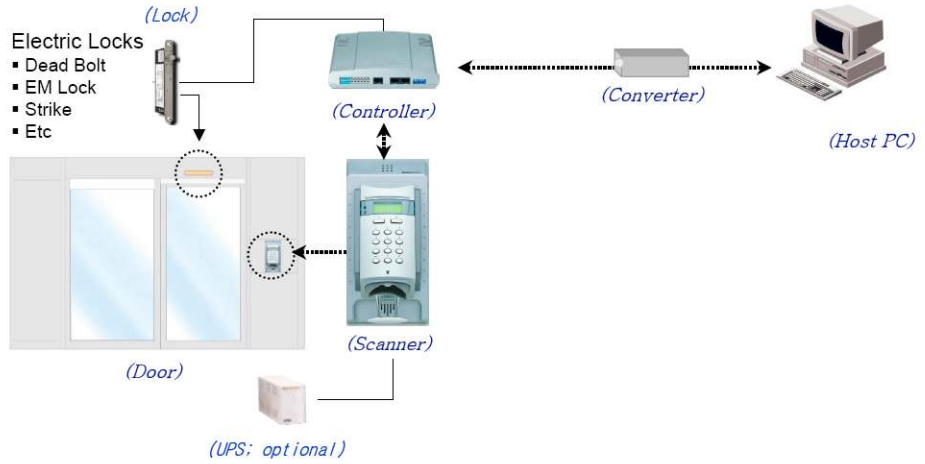 (Lock)
Electric Locks
▪ Dead Bolt
▪ EM Lock
▪ Strike
▪ Etc
(Controller)
(Converter)
(Host PC)
(Scanner)
(Door)
(UPS; optional)